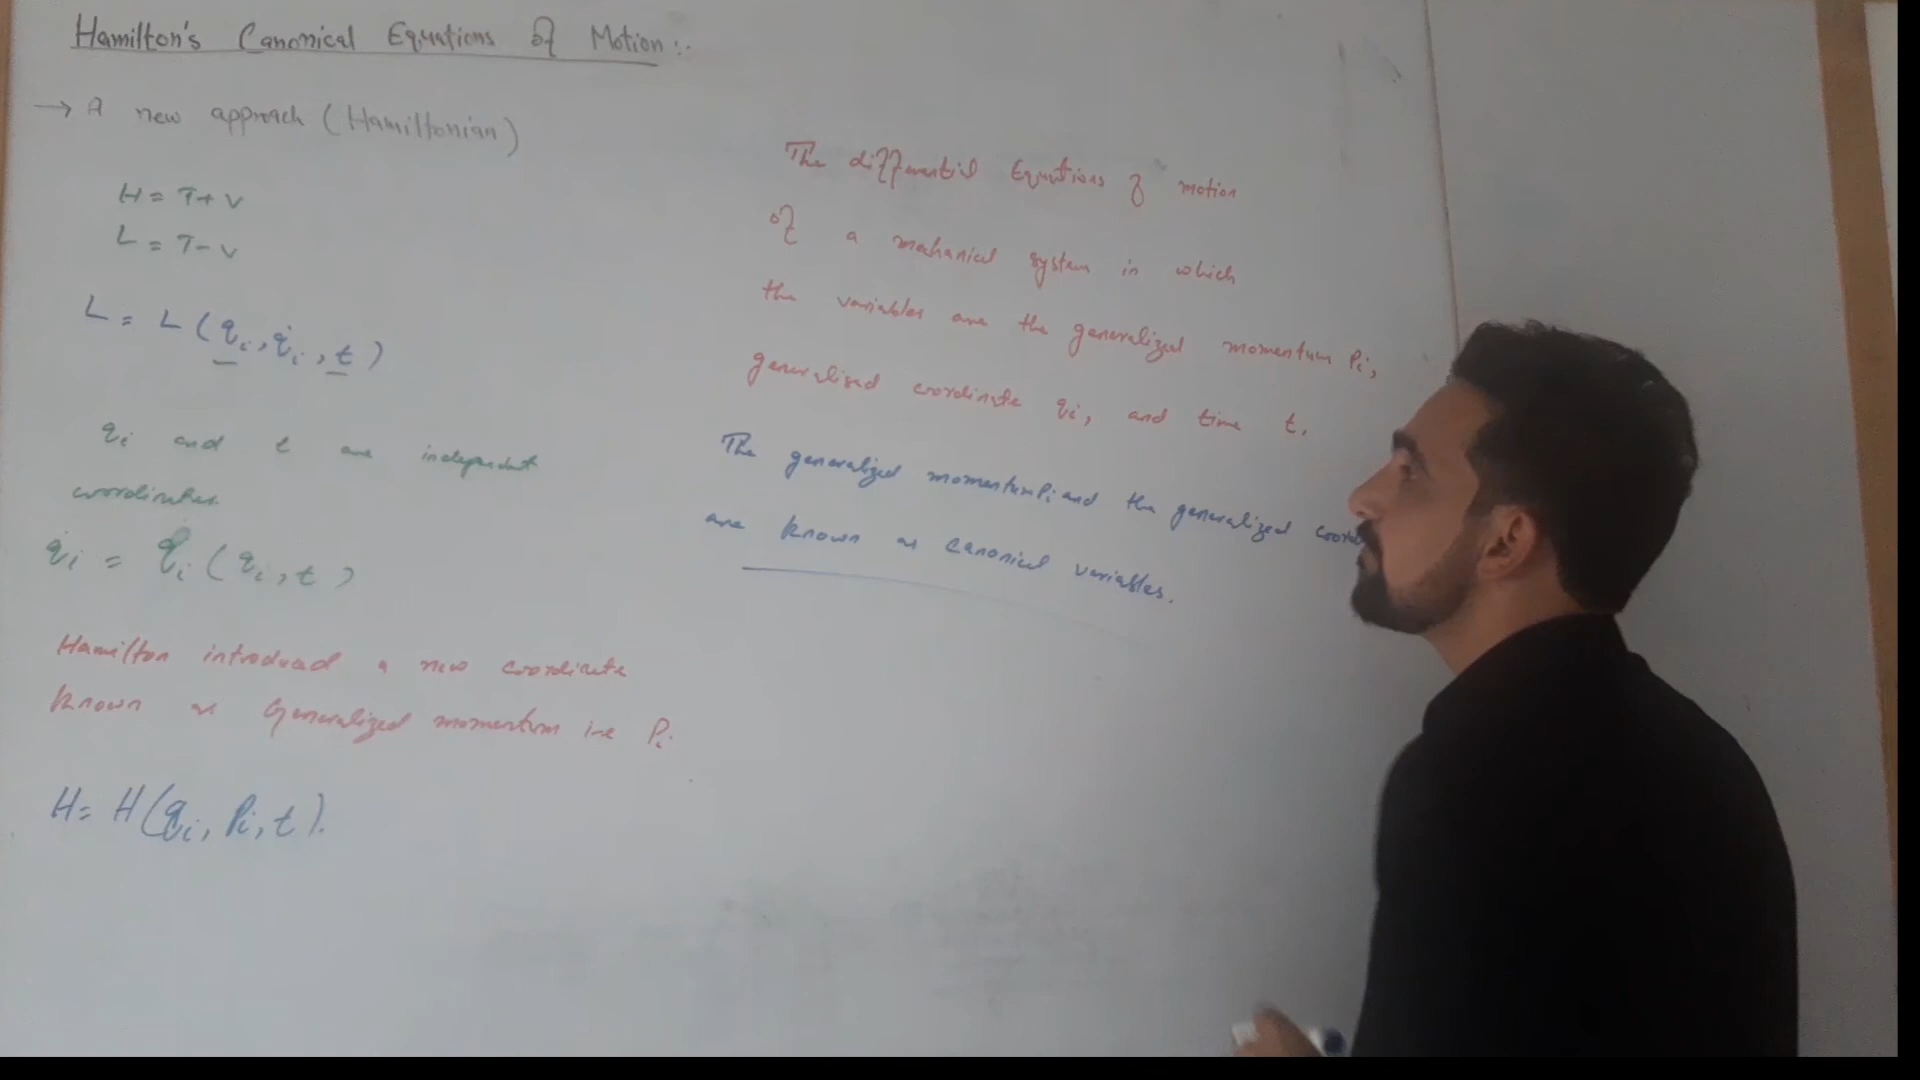 Hamilton's Canonical Equations of Motion :-
→ A new approach (Hamiltonian)
H = T + V
L = T - V
L = L (qi, q̇i, t)
qi and t are independent
coordinates
q̇i = q̇i (qi, t)
Hamilton introduced a new coordinate
known as Generalized momentum i-e Pi
H = H(qi, Pi, t).
The differential Equations of motion
of a mechanical system in which
the variables are the generalized momentum Pi,
generalized coordinate qi, and time t.
The generalized momentum Pi and the generalized
are known as canonical variables.